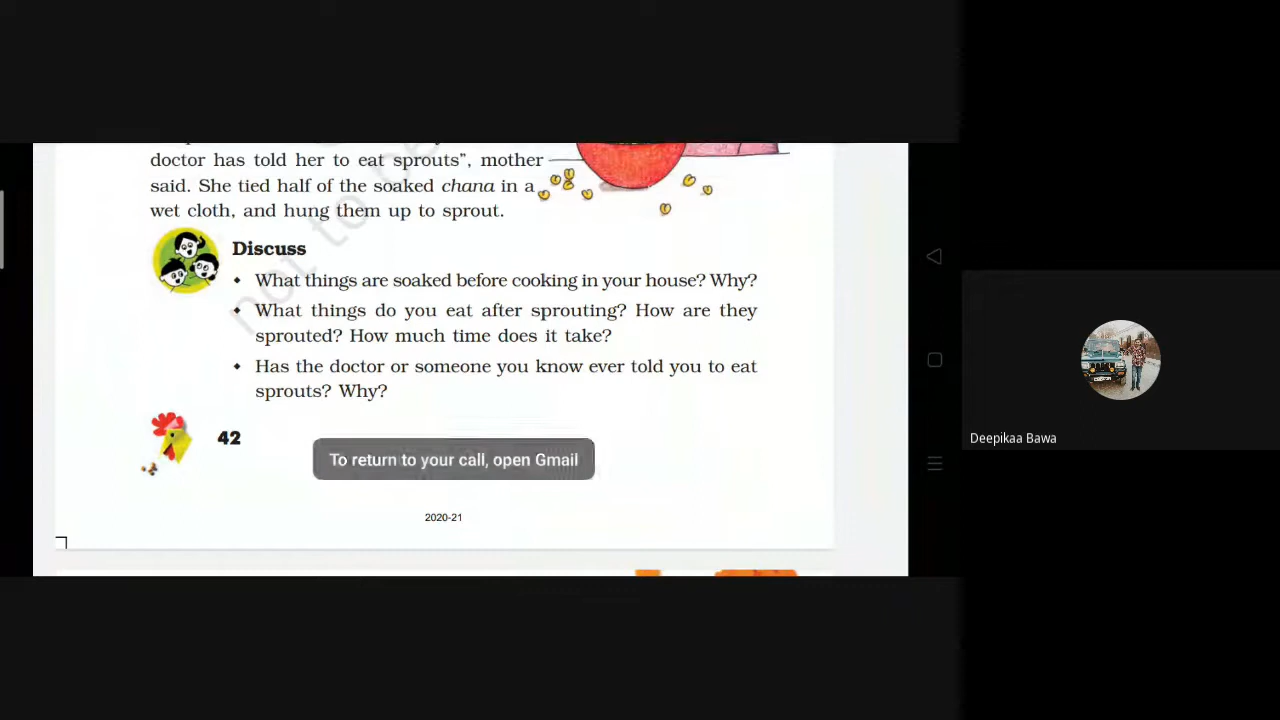 doctor has told her to eat sprouts", mother
said. She tied half of the soaked chana in a
wet cloth, and hung them up to sprout.
Discuss
• What things are soaked before cooking in your house? Why?
• What things do you eat after sprouting? How are they
sprouted? How much time does it take?
• Has the doctor or someone you know ever told you to eat
sprouts? Why?
42
To return to your call, open Gmail
2020-21
Deepikaa Bawa
not to be